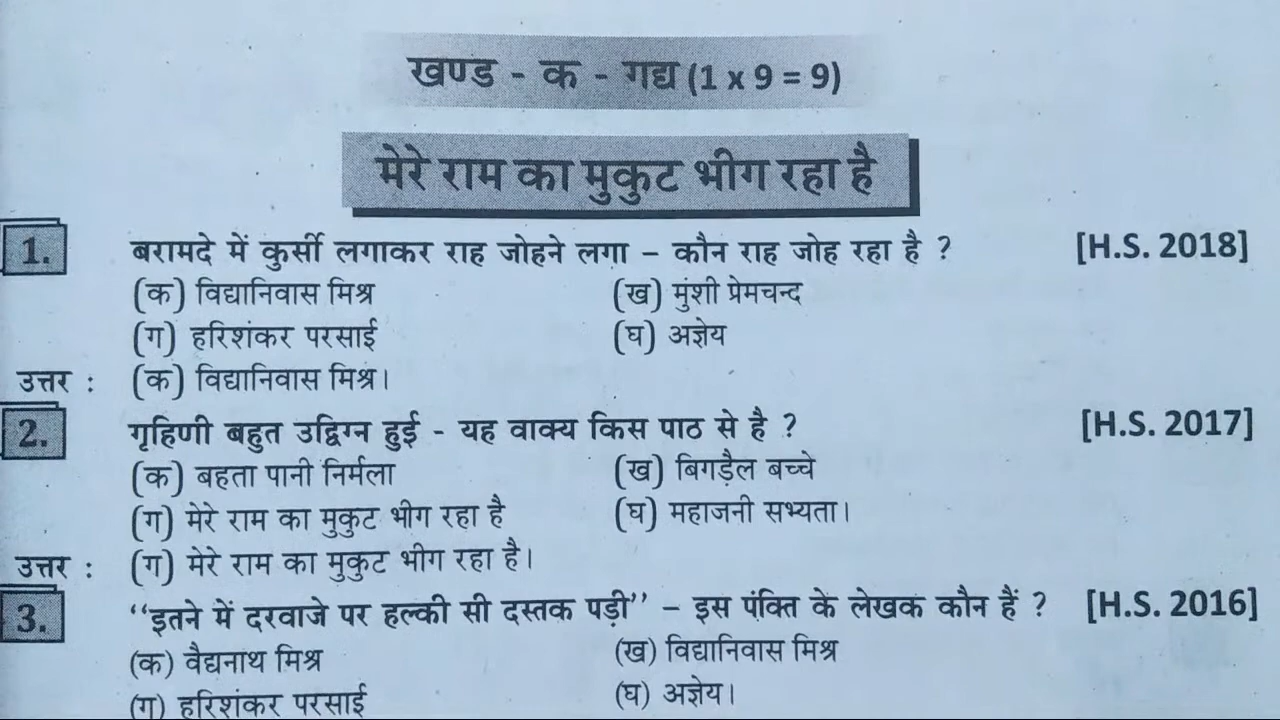 खण्ड - क - गद्य (1 x 9 = 9)
मेरे राम का मुकुट भीग रहा है
1. बरामदे में कुर्सी लगाकर राह जोहने लगा – कौन राह जोह रहा है ? [H.S. 2018]
(क) विद्यानिवास मिश्र (ख) मुंशी प्रेमचन्द
(ग) हरिशंकर परसाई (घ) अज्ञेय
उत्तर : (क) विद्यानिवास मिश्र।
2. गृहिणी बहुत उद्विग्न हुई - यह वाक्य किस पाठ से है ? [H.S. 2017]
(क) बहता पानी निर्मला (ख) बिगड़ैल बच्चे
(ग) मेरे राम का मुकुट भीग रहा है (घ) महाजनी सभ्यता।
उत्तर : (ग) मेरे राम का मुकुट भीग रहा है।
3. ‘‘इतने में दरवाजे पर हल्की सी दस्तक पड़ी’’ – इस पंक्ति के लेखक कौन हैं ? [H.S. 2016]
(क) वैद्यनाथ मिश्र (ख) विद्यानिवास मिश्र
(ग) हरिशंकर परसाई (घ) अज्ञेय।